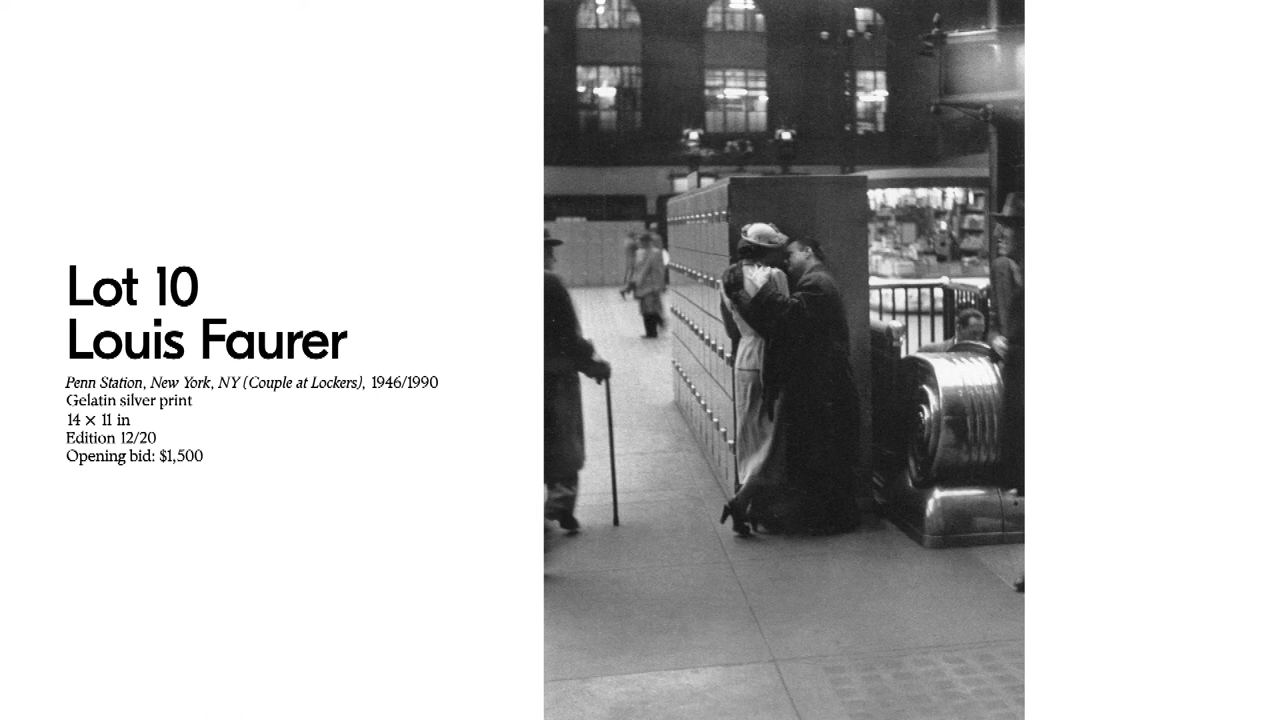 Lot 10
Louis Faurer
Penn Station, New York, NY (Couple at Lockers), 1946/1990
Gelatin silver print
14 × 11 in
Edition 12/20
Opening bid: $1,500